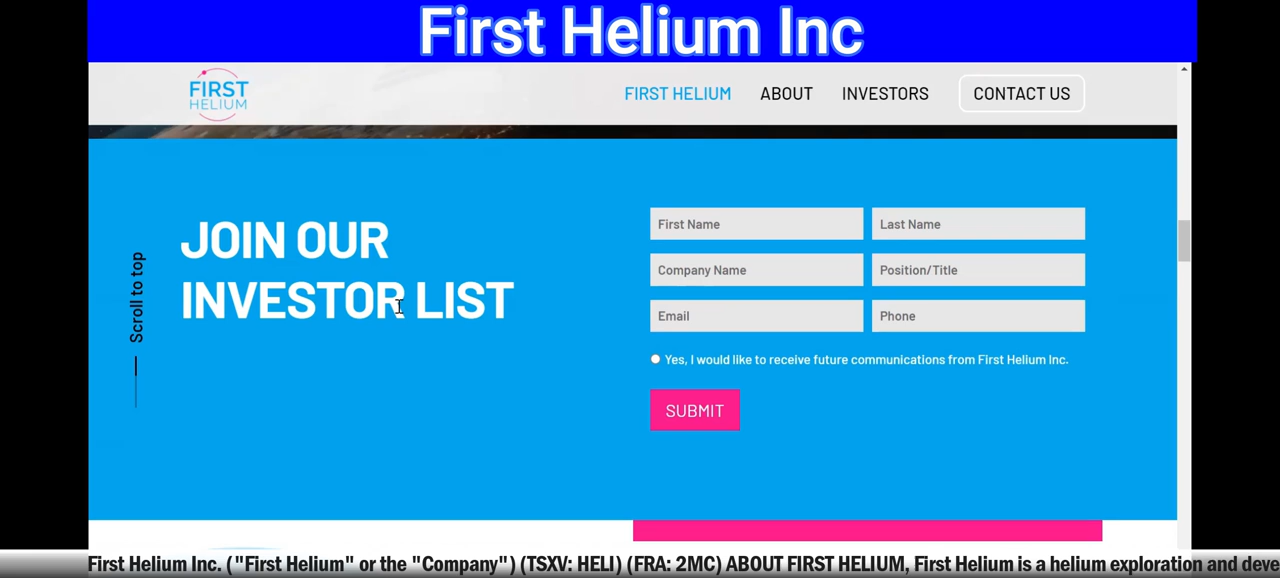 First Helium Inc
FIRST
HELIUM
FIRST HELIUM
ABOUT
INVESTORS
CONTACT US
Scroll to top
JOIN OUR
INVESTOR LIST
First Name
Last Name
Company Name
Position/Title
Email
Phone
Yes, I would like to receive future communications from First Helium Inc.
SUBMIT
First Helium Inc. ("First Helium" or the "Company") (TSXV: HELI) (FRA: 2MC) ABOUT FIRST HELIUM, First Helium is a helium exploration and deve